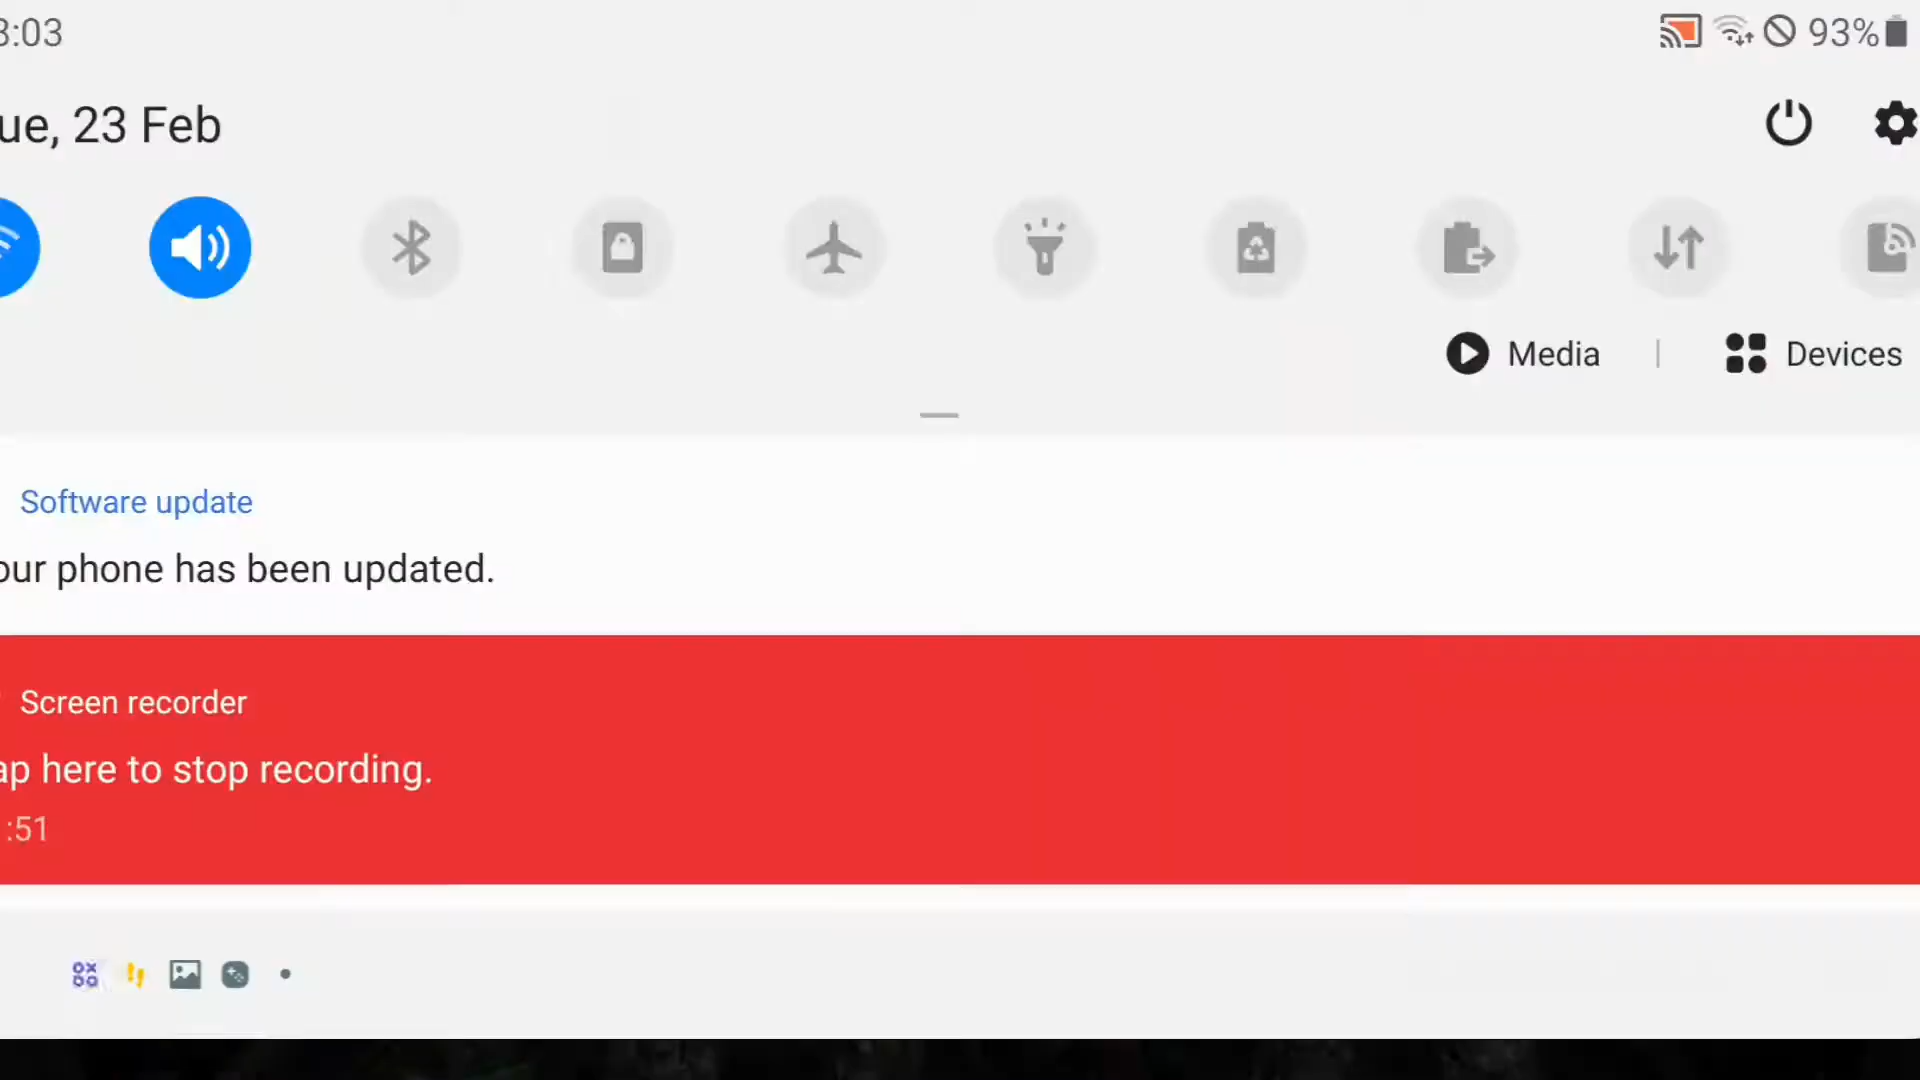 3:03 93%
ue, 23 Feb
Media | Devices
Software update
our phone has been updated.
Screen recorder
ap here to stop recording.
:51